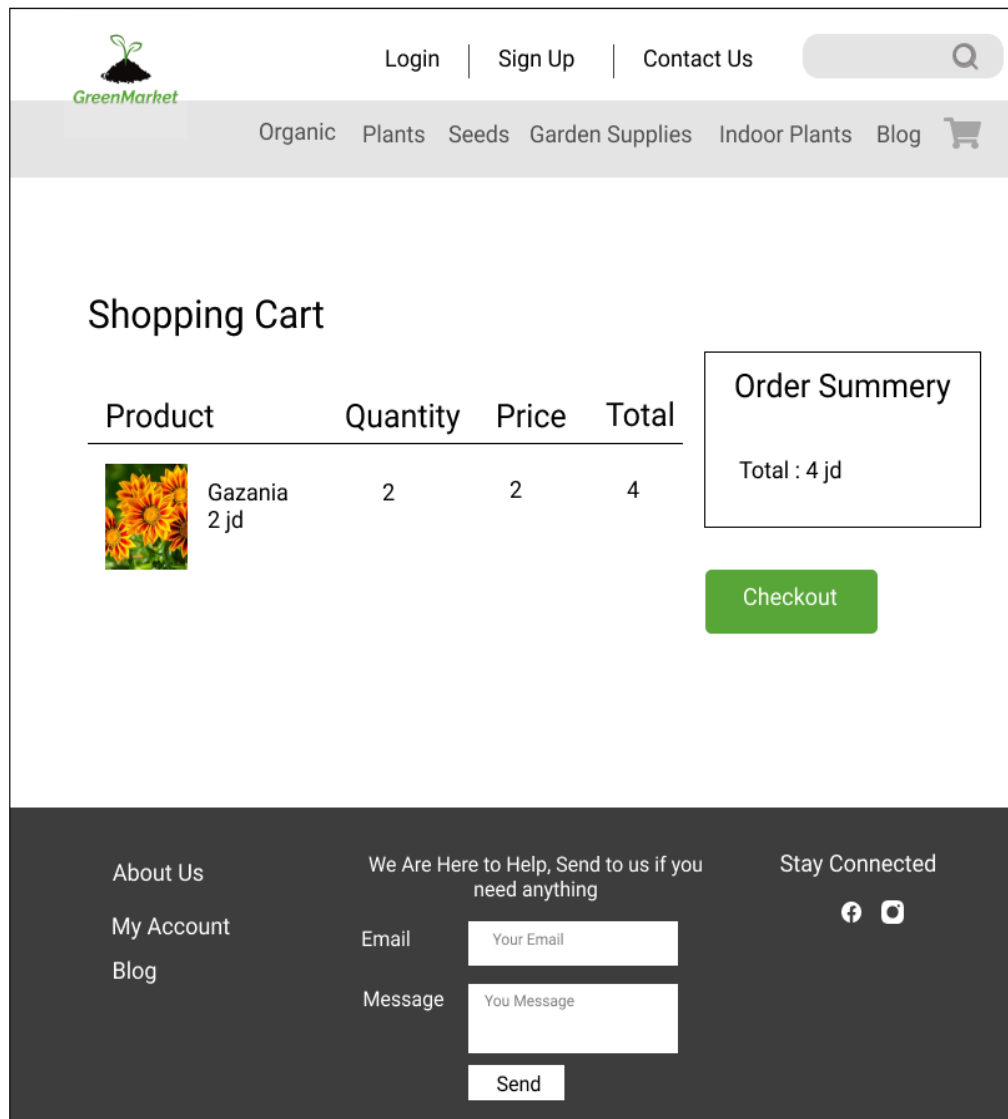 GreenMarket
Login
Sign Up
Contact Us
Organic
Plants
Seeds
Garden Supplies
Indoor Plants
Blog
Shopping Cart
Product
Quantity
Price
Total
Gazania
2 jd
2
2
4
Order Summery
Total : 4 jd
Checkout
About Us
My Account
Blog
We Are Here to Help, Send to us if you
need anything
Email
Your Email
Message
You Message
Send
Stay Connected